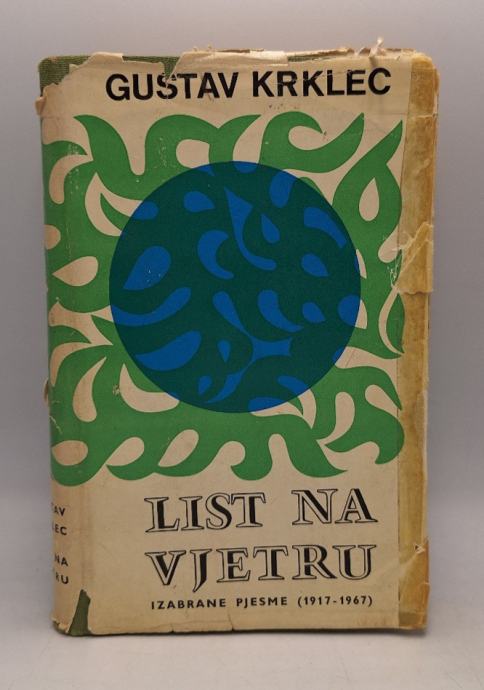 GUSTAV KRKLEC
LIST NA
VJETRU
IZABRANE PJESME (1917-1967)